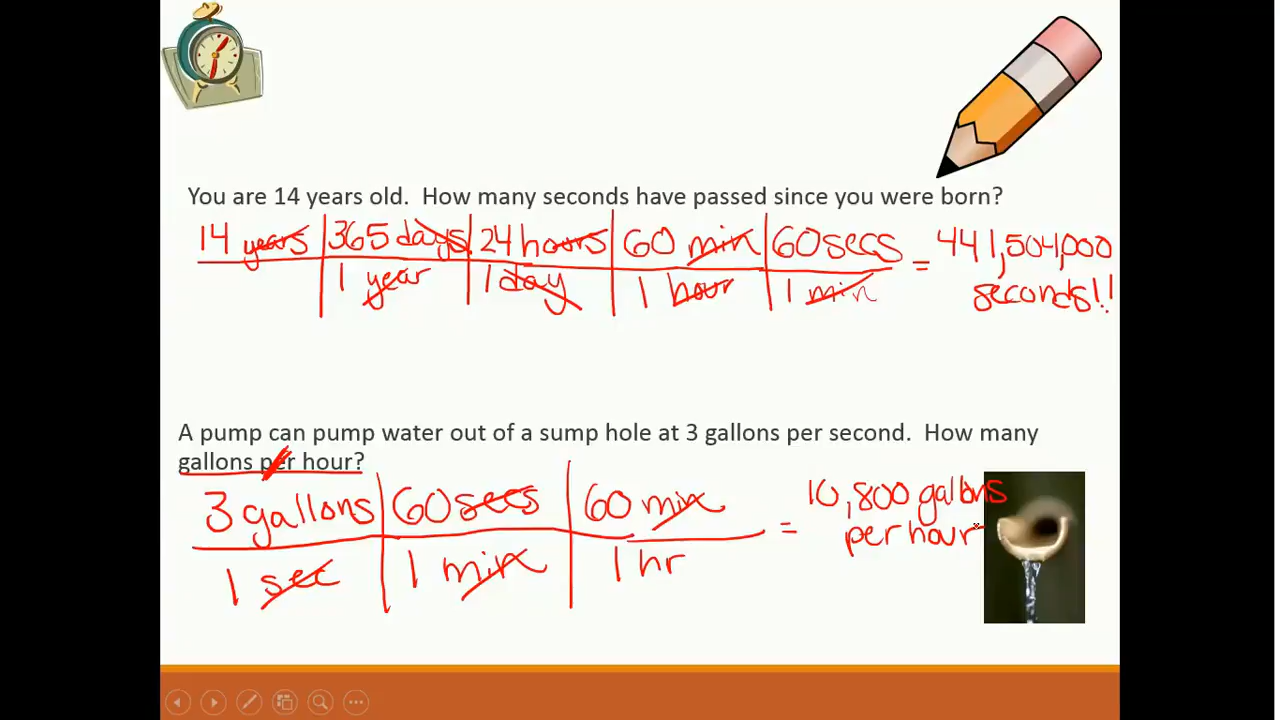 You are 14 years old. How many seconds have passed since you were born?
14 years 365 days 24 hours 60 min 60 secs = 441,504,000
1 year 1 day 1 hour 1 min seconds!!
A pump can pump water out of a sump hole at 3 gallons per second. How many
gallons per hour?
3 gallons 60 secs 60 min = 10,800 gallons
1 sec 1 min 1 hr per hour